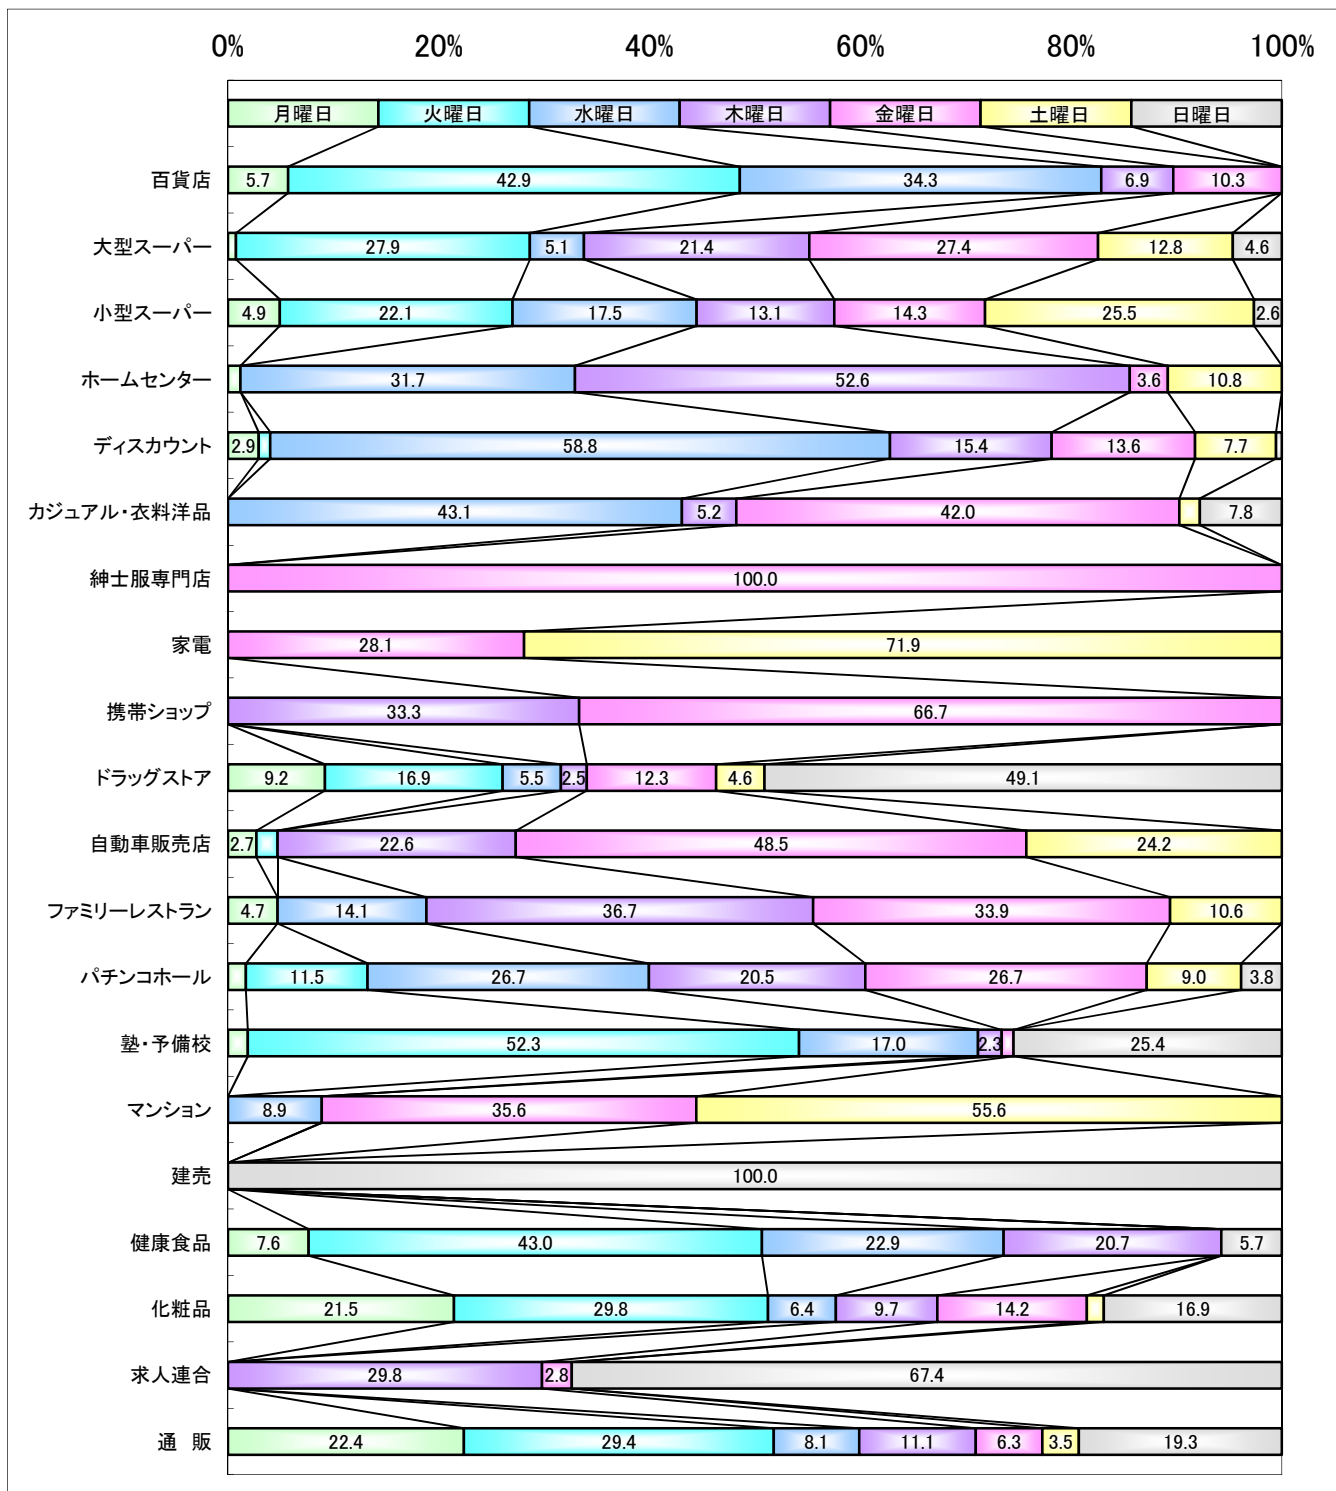 0% 20% 40% 60% 80% 100%
月曜日 火曜日 水曜日 木曜日 金曜日 土曜日 日曜日
百貨店 5.7 42.9 34.3 6.9 10.3
大型スーパー 27.9 5.1 21.4 27.4 12.8 4.6
小型スーパー 4.9 22.1 17.5 13.1 14.3 25.5 2.6
ホームセンター 31.7 52.6 3.6 10.8
ディスカウント 2.9 58.8 15.4 13.6 7.7
カジュアル・衣料洋品 43.1 5.2 42.0 7.8
紳士服専門店 100.0
家電 28.1 71.9
携帯ショップ 33.3 66.7
ドラッグストア 9.2 16.9 5.5 2.5 12.3 4.6 49.1
自動車販売店 2.7 22.6 48.5 24.2
ファミリーレストラン 4.7 14.1 36.7 33.9 10.6
パチンコホール 11.5 26.7 20.5 26.7 9.0 3.8
塾・予備校 52.3 17.0 2.3 25.4
マンション 8.9 35.6 55.6
建売 100.0
健康食品 7.6 43.0 22.9 20.7 5.7
化粧品 21.5 29.8 6.4 9.7 14.2 16.9
求人連合 29.8 2.8 67.4
通 販 22.4 29.4 8.1 11.1 6.3 3.5 19.3